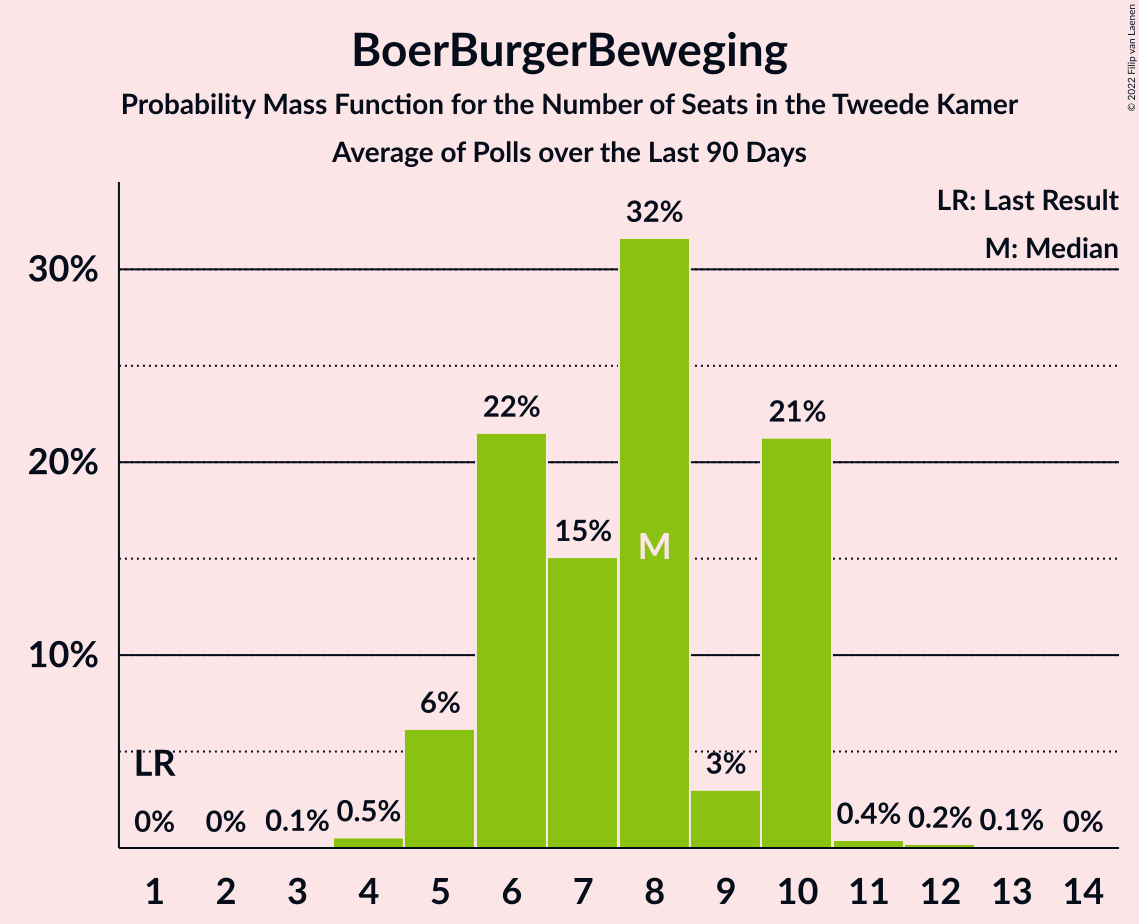 BoerBurgerBeweging
Probability Mass Function for the Number of Seats in the Tweede Kamer
Average of Polls over the Last 90 Days
© 2022 Filip van Laenen
LR: Last Result
M: Median
30%
20%
10%
LR
0%
0%
0.1%
0.5%
6%
22%
15%
32%
M
3%
21%
0.4%
0.2%
0.1%
0%
1 2 3 4 5 6 7 8 9 10 11 12 13 14